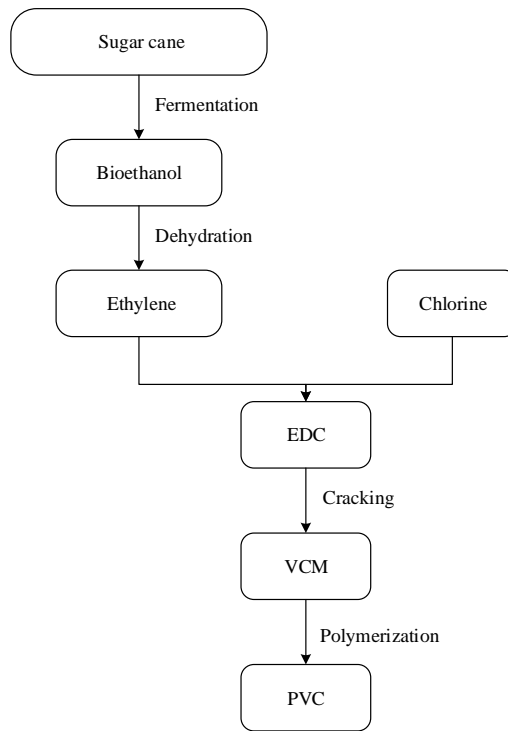 Sugar cane
Fermentation
Bioethanol
Dehydration
Ethylene
Chlorine
EDC
Cracking
VCM
Polymerization
PVC